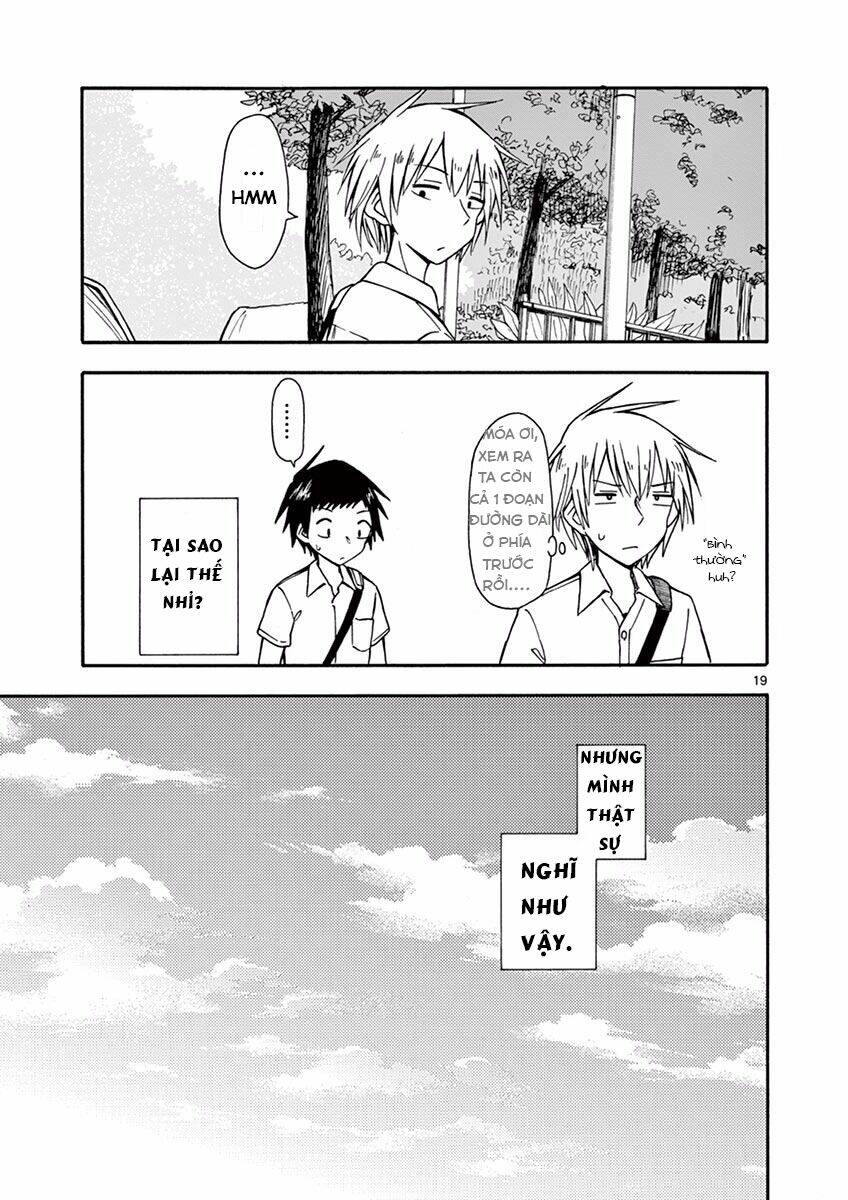 ...
HMM
"Bình
thường"
huh?
MÓA ƠI,
XEM RA
TA CÒN
CẢ 1 ĐOẠN
ĐƯỜNG DÀI
Ở PHÍA
TRƯỚC
RỒI....
......
TẠI SAO
LẠI THẾ
NHỈ?
19
NHƯNG
MÌNH
THẬT
SỰ
NGHĨ
NHƯ
VẬY.